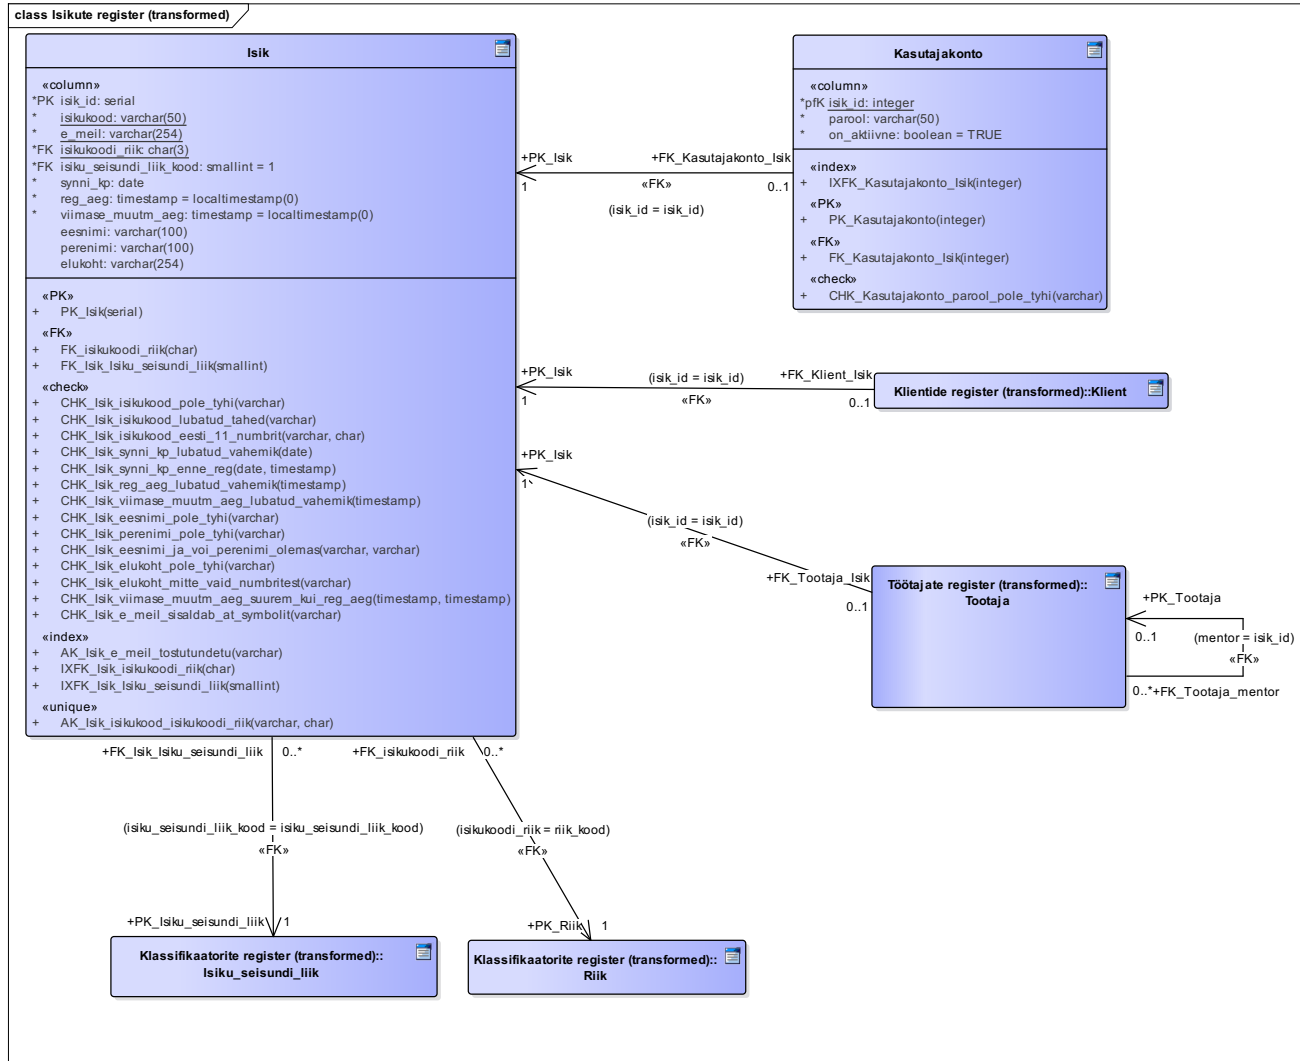 class Isikute register (transformed)
Isik
«column»
*PK isik_id: serial
* isikukood: varchar(50)
* e_meil: varchar(254)
*FK isikukoodi_riik: char(3)
*FK isiku_seisundi_liik_kood: smallint = 1
* synni_kp: date
* reg_aeg: timestamp = localtimestamp(0)
* viimase_muutm_aeg: timestamp = localtimestamp(0)
eesnimi: varchar(100)
perenimi: varchar(100)
elukoht: varchar(254)
«PK»
+ PK_Isik(serial)
«FK»
+ FK_isikukoodi_riik(char)
+ FK_Isik_Isiku_seisundi_liik(smallint)
«check»
+ CHK_Isik_isikukood_pole_tyhi(varchar)
+ CHK_Isik_isikukood_lubatud_tahed(varchar)
+ CHK_Isik_isikukood_eesti_11_numbrit(varchar, char)
+ CHK_Isik_synni_kp_lubatud_vahemik(date)
+ CHK_Isik_synni_kp_enne_reg(date, timestamp)
+ CHK_Isik_reg_aeg_lubatud_vahemik(timestamp)
+ CHK_Isik_viimase_muutm_aeg_lubatud_vahemik(timestamp)
+ CHK_Isik_eesnimi_pole_tyhi(varchar)
+ CHK_Isik_perenimi_pole_tyhi(varchar)
+ CHK_Isik_eesnimi_ja_voi_perenimi_olemas(varchar, varchar)
+ CHK_Isik_elukoht_pole_tyhi(varchar)
+ CHK_Isik_elukoht_mitte_vaid_numbritest(varchar)
+ CHK_Isik_viimase_muutm_aeg_suurem_kui_reg_aeg(timestamp, timestamp)
+ CHK_Isik_e_meil_sisaldab_at_symbolit(varchar)
«index»
+ AK_Isik_e_meil_tostutundetu(varchar)
+ IXFK_Isik_isikukoodi_riik(char)
+ IXFK_Isik_Isiku_seisundi_liik(smallint)
«unique»
+ AK_Isik_isikukood_isikukoodi_riik(varchar, char)
Kasutajakonto
«column»
*pfK isik_id: integer
* parool: varchar(50)
* on_aktiivne: boolean = TRUE
«index»
+ IXFK_Kasutajakonto_Isik(integer)
«PK»
+ PK_Kasutajakonto(integer)
«FK»
+ FK_Kasutajakonto_Isik(integer)
«check»
+ CHK_Kasutajakonto_parool_pole_tyhi(varchar)
+PK_Isik +FK_Kasutajakonto_Isik
1 «FK» 0..1
(isik_id = isik_id)
+PK_Isik (isik_id = isik_id) +FK_Klient_Isik
1 «FK» 0..1
Klientide register (transformed)::Klient
+PK_Isik
1
(isik_id = isik_id)
«FK»
+FK_Tootaja_Isik
0..1
Töötajate register (transformed)::
Tootaja
+PK_Tootaja
0..1 (mentor = isik_id)
«FK»
0..* +FK_Tootaja_mentor
+FK_Isik_Isiku_seisundi_liik 0..*
+FK_isikukoodi_riik 0..*
(isiku_seisundi_liik_kood = isiku_seisundi_liik_kood)
«FK»
(isikukoodi_riik = riik_kood)
«FK»
+PK_Isiku_seisundi_liik 1
+PK_Riik 1
Klassifikaatorite register (transformed)::
Isiku_seisundi_liik
Klassifikaatorite register (transformed)::
Riik